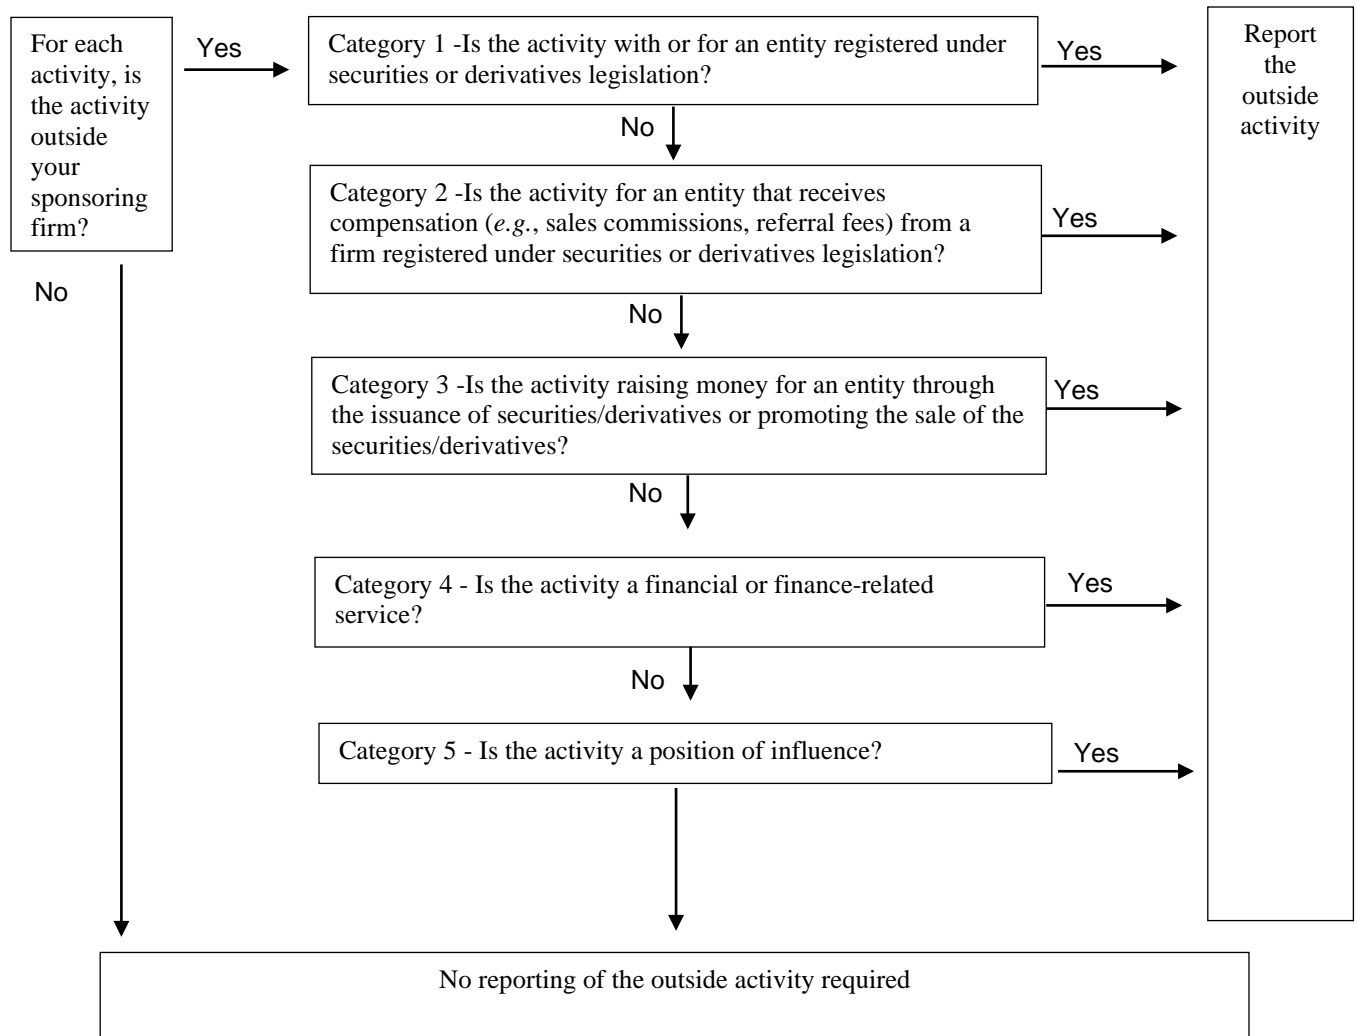 For each
activity, is
the activity
outside
your
sponsoring
firm?
Yes
No
Category 1 -Is the activity with or for an entity registered under
securities or derivatives legislation?
Yes
No
Category 2 -Is the activity for an entity that receives
compensation (e.g., sales commissions, referral fees) from a
firm registered under securities or derivatives legislation?
Yes
No
Category 3 -Is the activity raising money for an entity through
the issuance of securities/derivatives or promoting the sale of the
securities/derivatives?
Yes
No
Category 4 - Is the activity a financial or finance-related
service?
Yes
No
Category 5 - Is the activity a position of influence?
Yes
Report
the
outside
activity
No reporting of the outside activity required